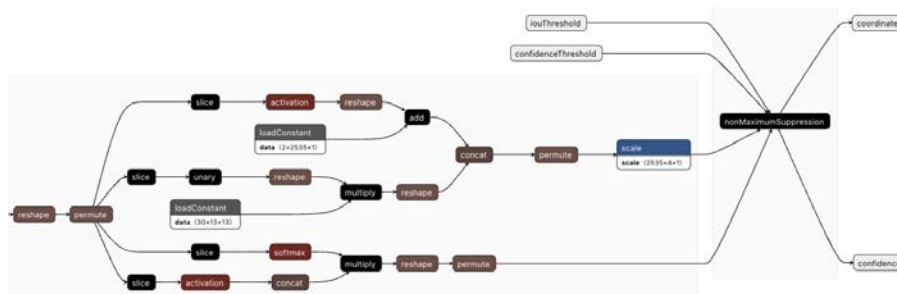 iouThreshold
coordinate
confidenceThreshold
slice
activation
reshape
add
loadConstant
data (2×2535×1)
nonMaximumSuppression
concat
permute
scale
scale (2535×4×1)
slice
unary
reshape
multiply
reshape
loadConstant
data (30×13×13)
reshape
permute
slice
softmax
multiply
reshape
permute
slice
activation
concat
confidence